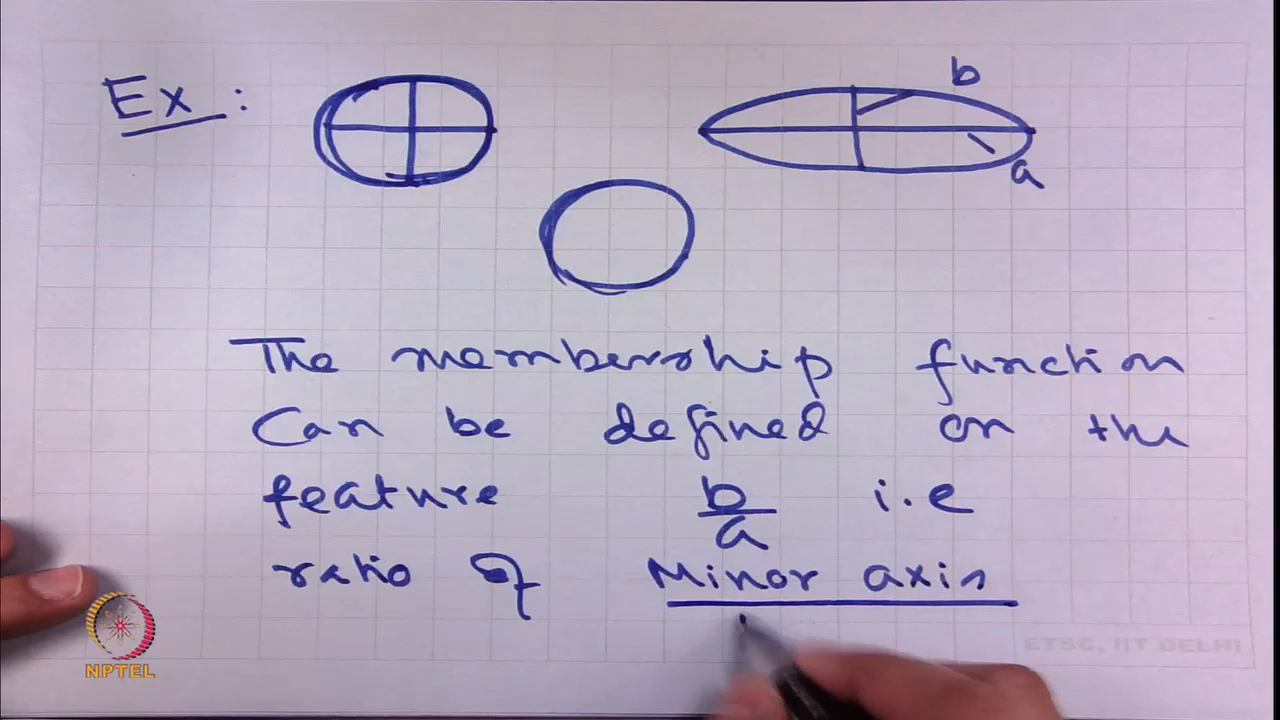 Ex :
b
a
The membership function
Can be defined on the
feature b/a i.e
ratio of Minor axis
NPTEL
ETSC, IIT DELHI